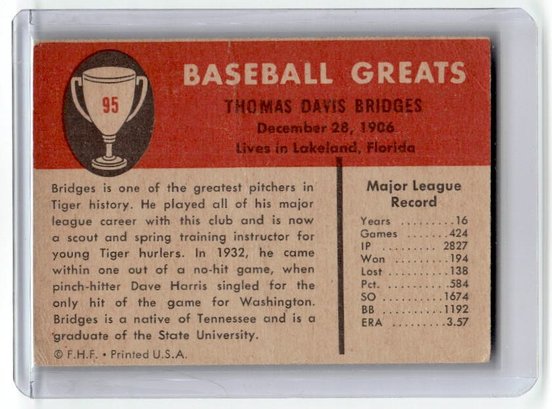 95
BASEBALL GREATS
THOMAS DAVIS BRIDGES
December 28, 1906
Lives in Lakeland, Florida
Bridges is one of the greatest pitchers in
Tiger history. He played all of his major
league career with this club and is now
a scout and spring training instructor for
young Tiger hurlers. In 1932, he came
within one out of a no-hit game, when
pinch-hitter Dave Harris singled for the
only hit of the game for Washington.
Bridges is a native of Tennessee and is a
graduate of the State University.
© F.H.F. • Printed U.S.A.
Major League
Record
Years .........16
Games .......424
IP ..........2827
Won .........194
Lost .........138
Pct. .........584
SO .........1674
BB .........1192
ERA .........3.57